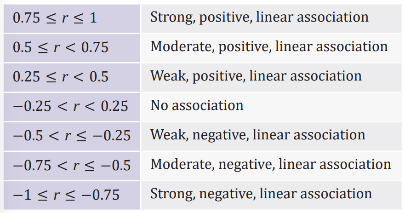 0.75 ≤ r ≤ 1 Strong, positive, linear association
0.5 ≤ r < 0.75 Moderate, positive, linear association
0.25 ≤ r < 0.5 Weak, positive, linear association
−0.25 < r < 0.25 No association
−0.5 < r ≤ −0.25 Weak, negative, linear association
−0.75 < r ≤ −0.5 Moderate, negative, linear association
−1 ≤ r ≤ −0.75 Strong, negative, linear association